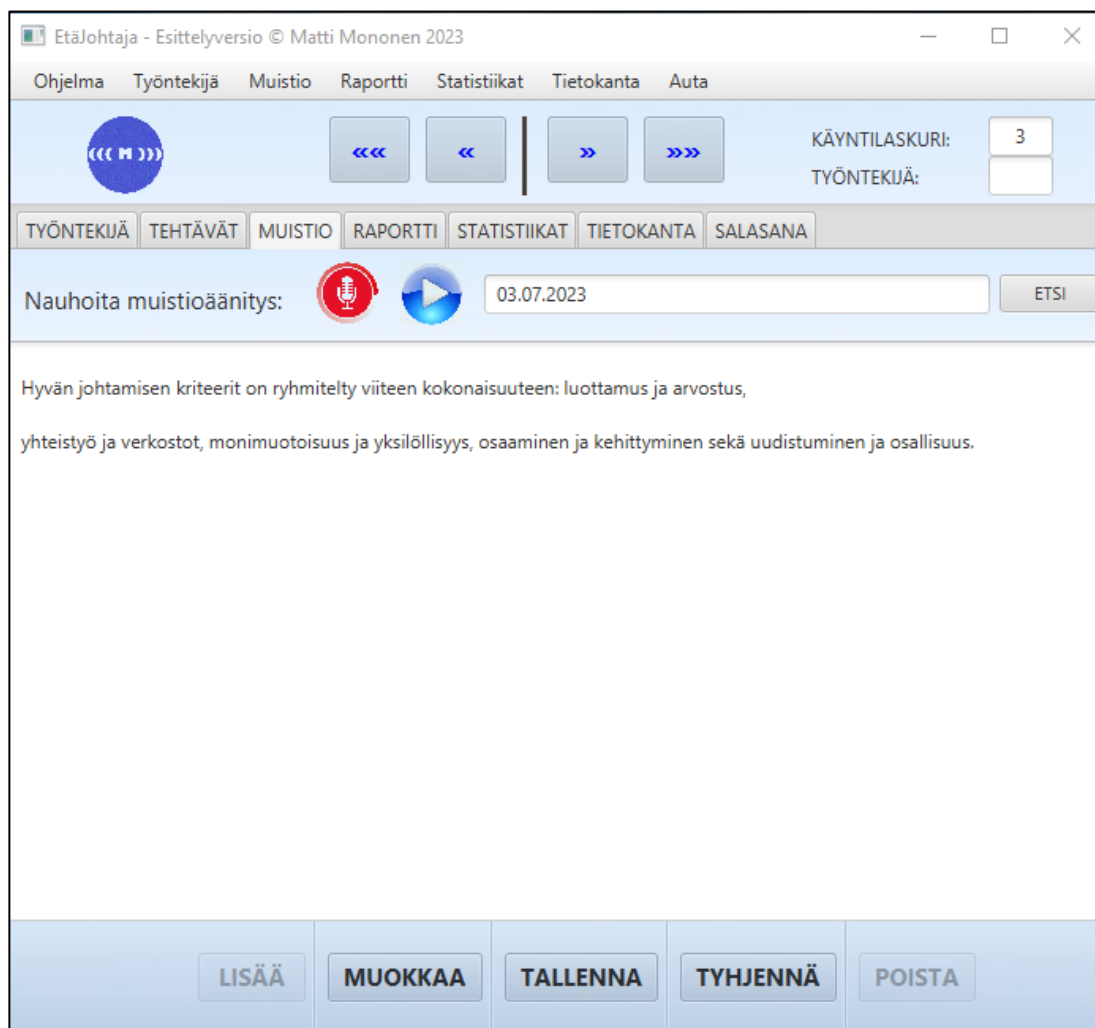 EtäJohtaja - Esittelyversio © Matti Mononen 2023
Ohjelma Työntekijä Muistio Raportti Statistiikat Tietokanta Auta
((( M )))
«« « » »»
KÄYNTILASKURI: 3
TYÖNTEKIJÄ:
TYÖNTEKIJÄ TEHTÄVÄT MUISTIO RAPORTTI STATISTIIKAT TIETOKANTA SALASANA
Nauhoita muistioäänitys: 03.07.2023 ETSI
Hyvän johtamisen kriteerit on ryhmitelty viiteen kokonaisuuteen: luottamus ja arvostus,
yhteistyö ja verkostot, monimuotoisuus ja yksilöllisyys, osaaminen ja kehittyminen sekä uudistuminen ja osallisuus.
LISÄÄ MUOKKAA TALLENNA TYHJENNÄ POISTA